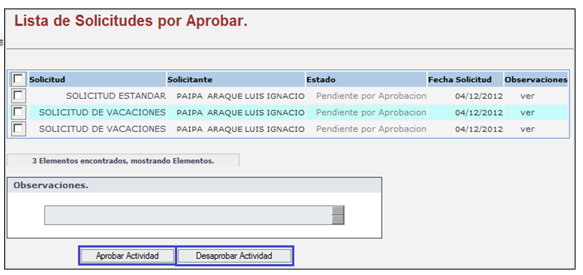 Lista de Solicitudes por Aprobar.
Solicitud Solicitante Estado Fecha Solicitud Observaciones
SOLICITUD ESTANDAR PAIPA ARAQUE LUIS IGNACIO Pendiente por Aprobacion 04/12/2012 ver
SOLICITUD DE VACACIONES PAIPA ARAQUE LUIS IGNACIO Pendiente por Aprobacion 04/12/2012 ver
SOLICITUD DE VACACIONES PAIPA ARAQUE LUIS IGNACIO Pendiente por Aprobacion 04/12/2012 ver
3 Elementos encontrados, mostrando Elementos.
Observaciones.
Aprobar Actividad Desaprobar Actividad